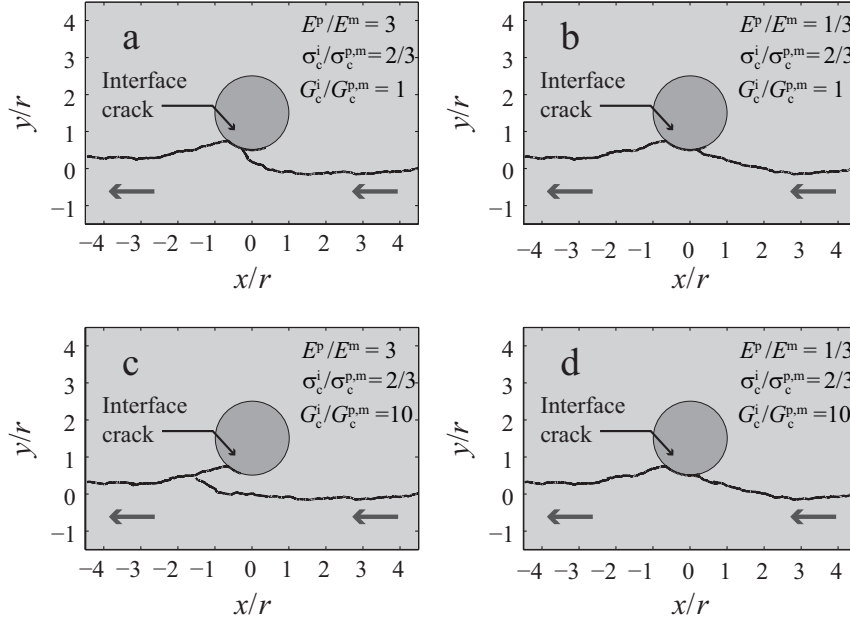 a
E^p/E^m = 3
σ_c^i/σ_c^{p,m} = 2/3
G_c^i/G_c^{p,m} = 1
Interface
crack
y/r
4
3
2
1
0
−1
−4 −3 −2 −1 0 1 2 3 4
x/r
b
E^p/E^m = 1/3
σ_c^i/σ_c^{p,m} = 2/3
G_c^i/G_c^{p,m} = 1
Interface
crack
y/r
4
3
2
1
0
−1
−4 −3 −2 −1 0 1 2 3 4
x/r
c
E^p/E^m = 3
σ_c^i/σ_c^{p,m} = 2/3
G_c^i/G_c^{p,m} = 10
Interface
crack
y/r
4
3
2
1
0
−1
−4 −3 −2 −1 0 1 2 3 4
x/r
d
E^p/E^m = 1/3
σ_c^i/σ_c^{p,m} = 2/3
G_c^i/G_c^{p,m} = 10
Interface
crack
y/r
4
3
2
1
0
−1
−4 −3 −2 −1 0 1 2 3 4
x/r